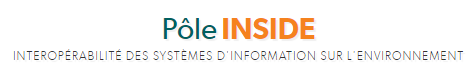 Pôle INSIDE
INTEROPÉRABILITÉ DES SYSTÈMES D'INFORMATION SUR L'ENVIRONNEMENT